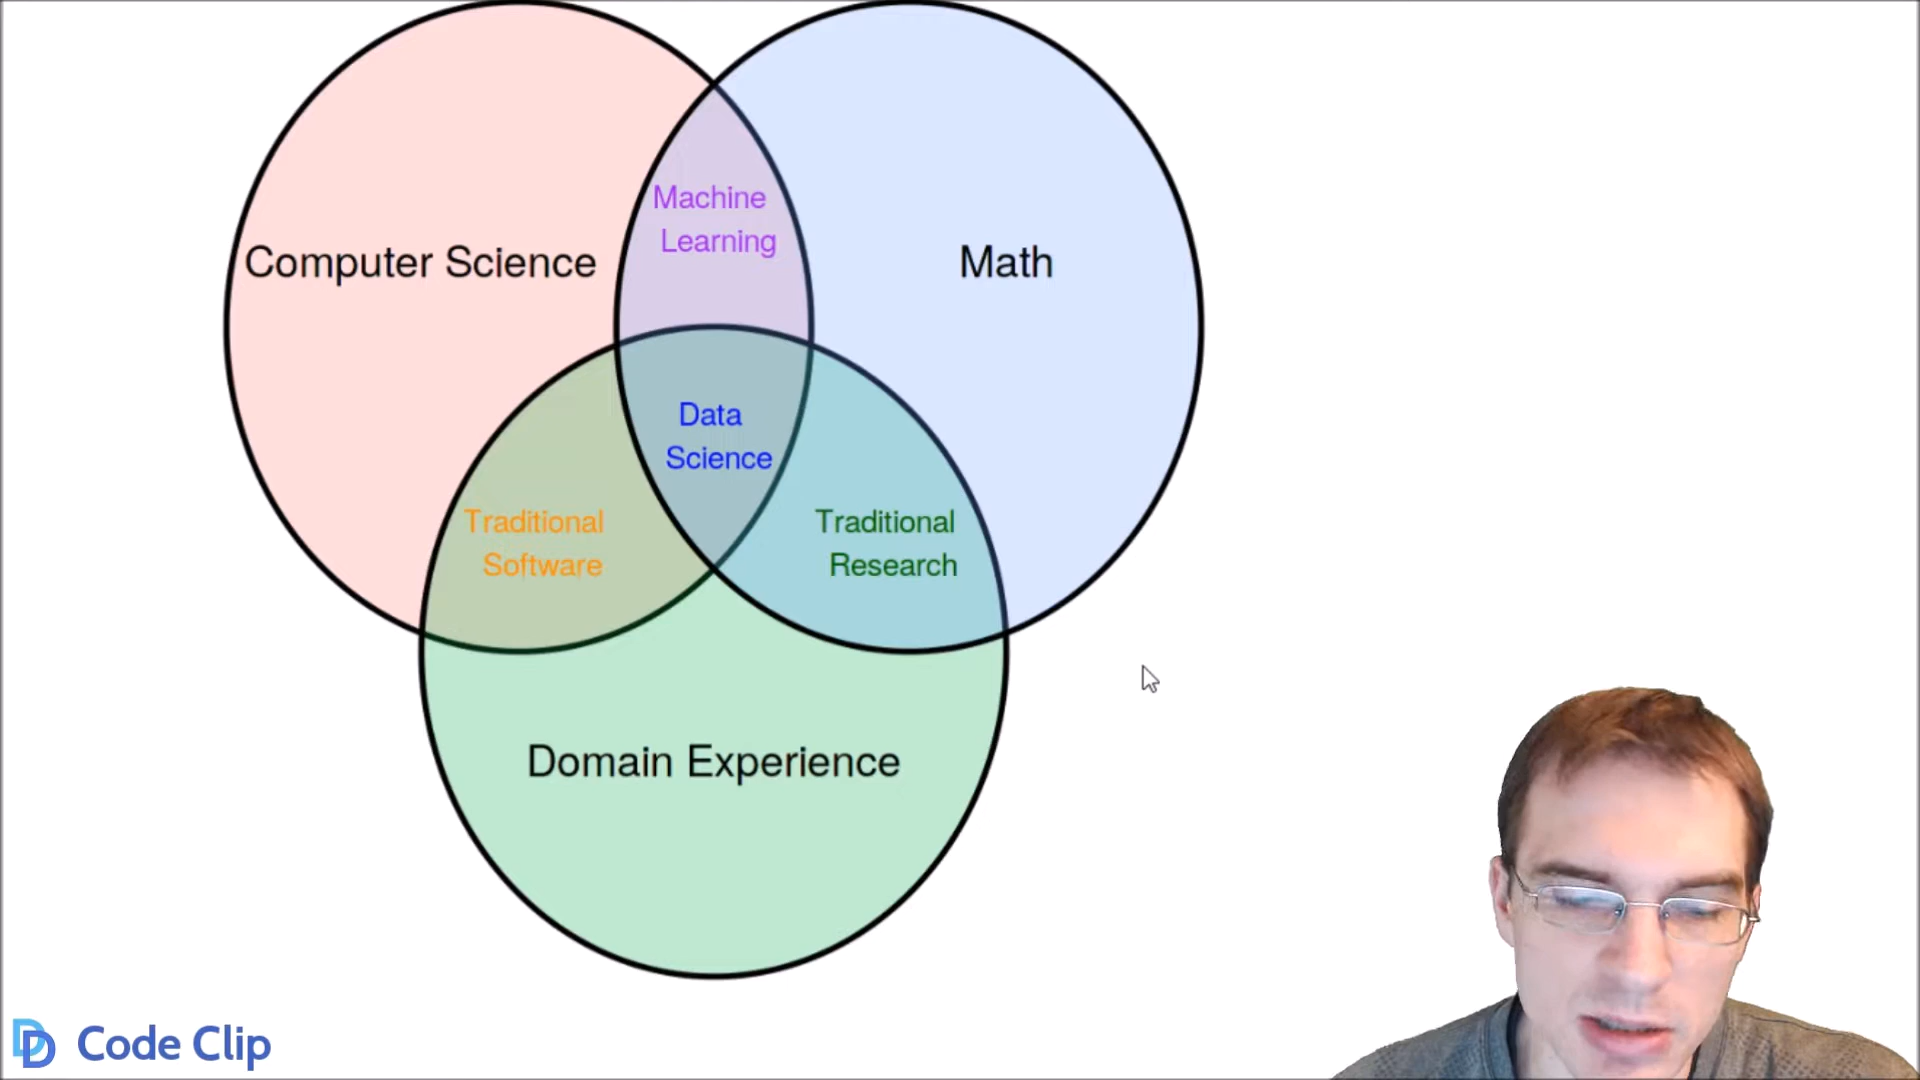 Machine
Learning
Computer Science
Math
Data
Science
Traditional
Software
Traditional
Research
Domain Experience
Code Clip